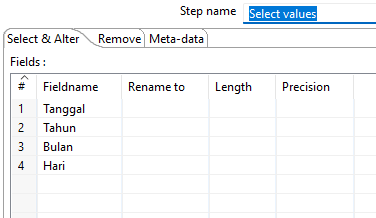 Step name Select values
Select & Alter Remove Meta-data
Fields :
# Fieldname Rename to Length Precision
1 Tanggal
2 Tahun
3 Bulan
4 Hari